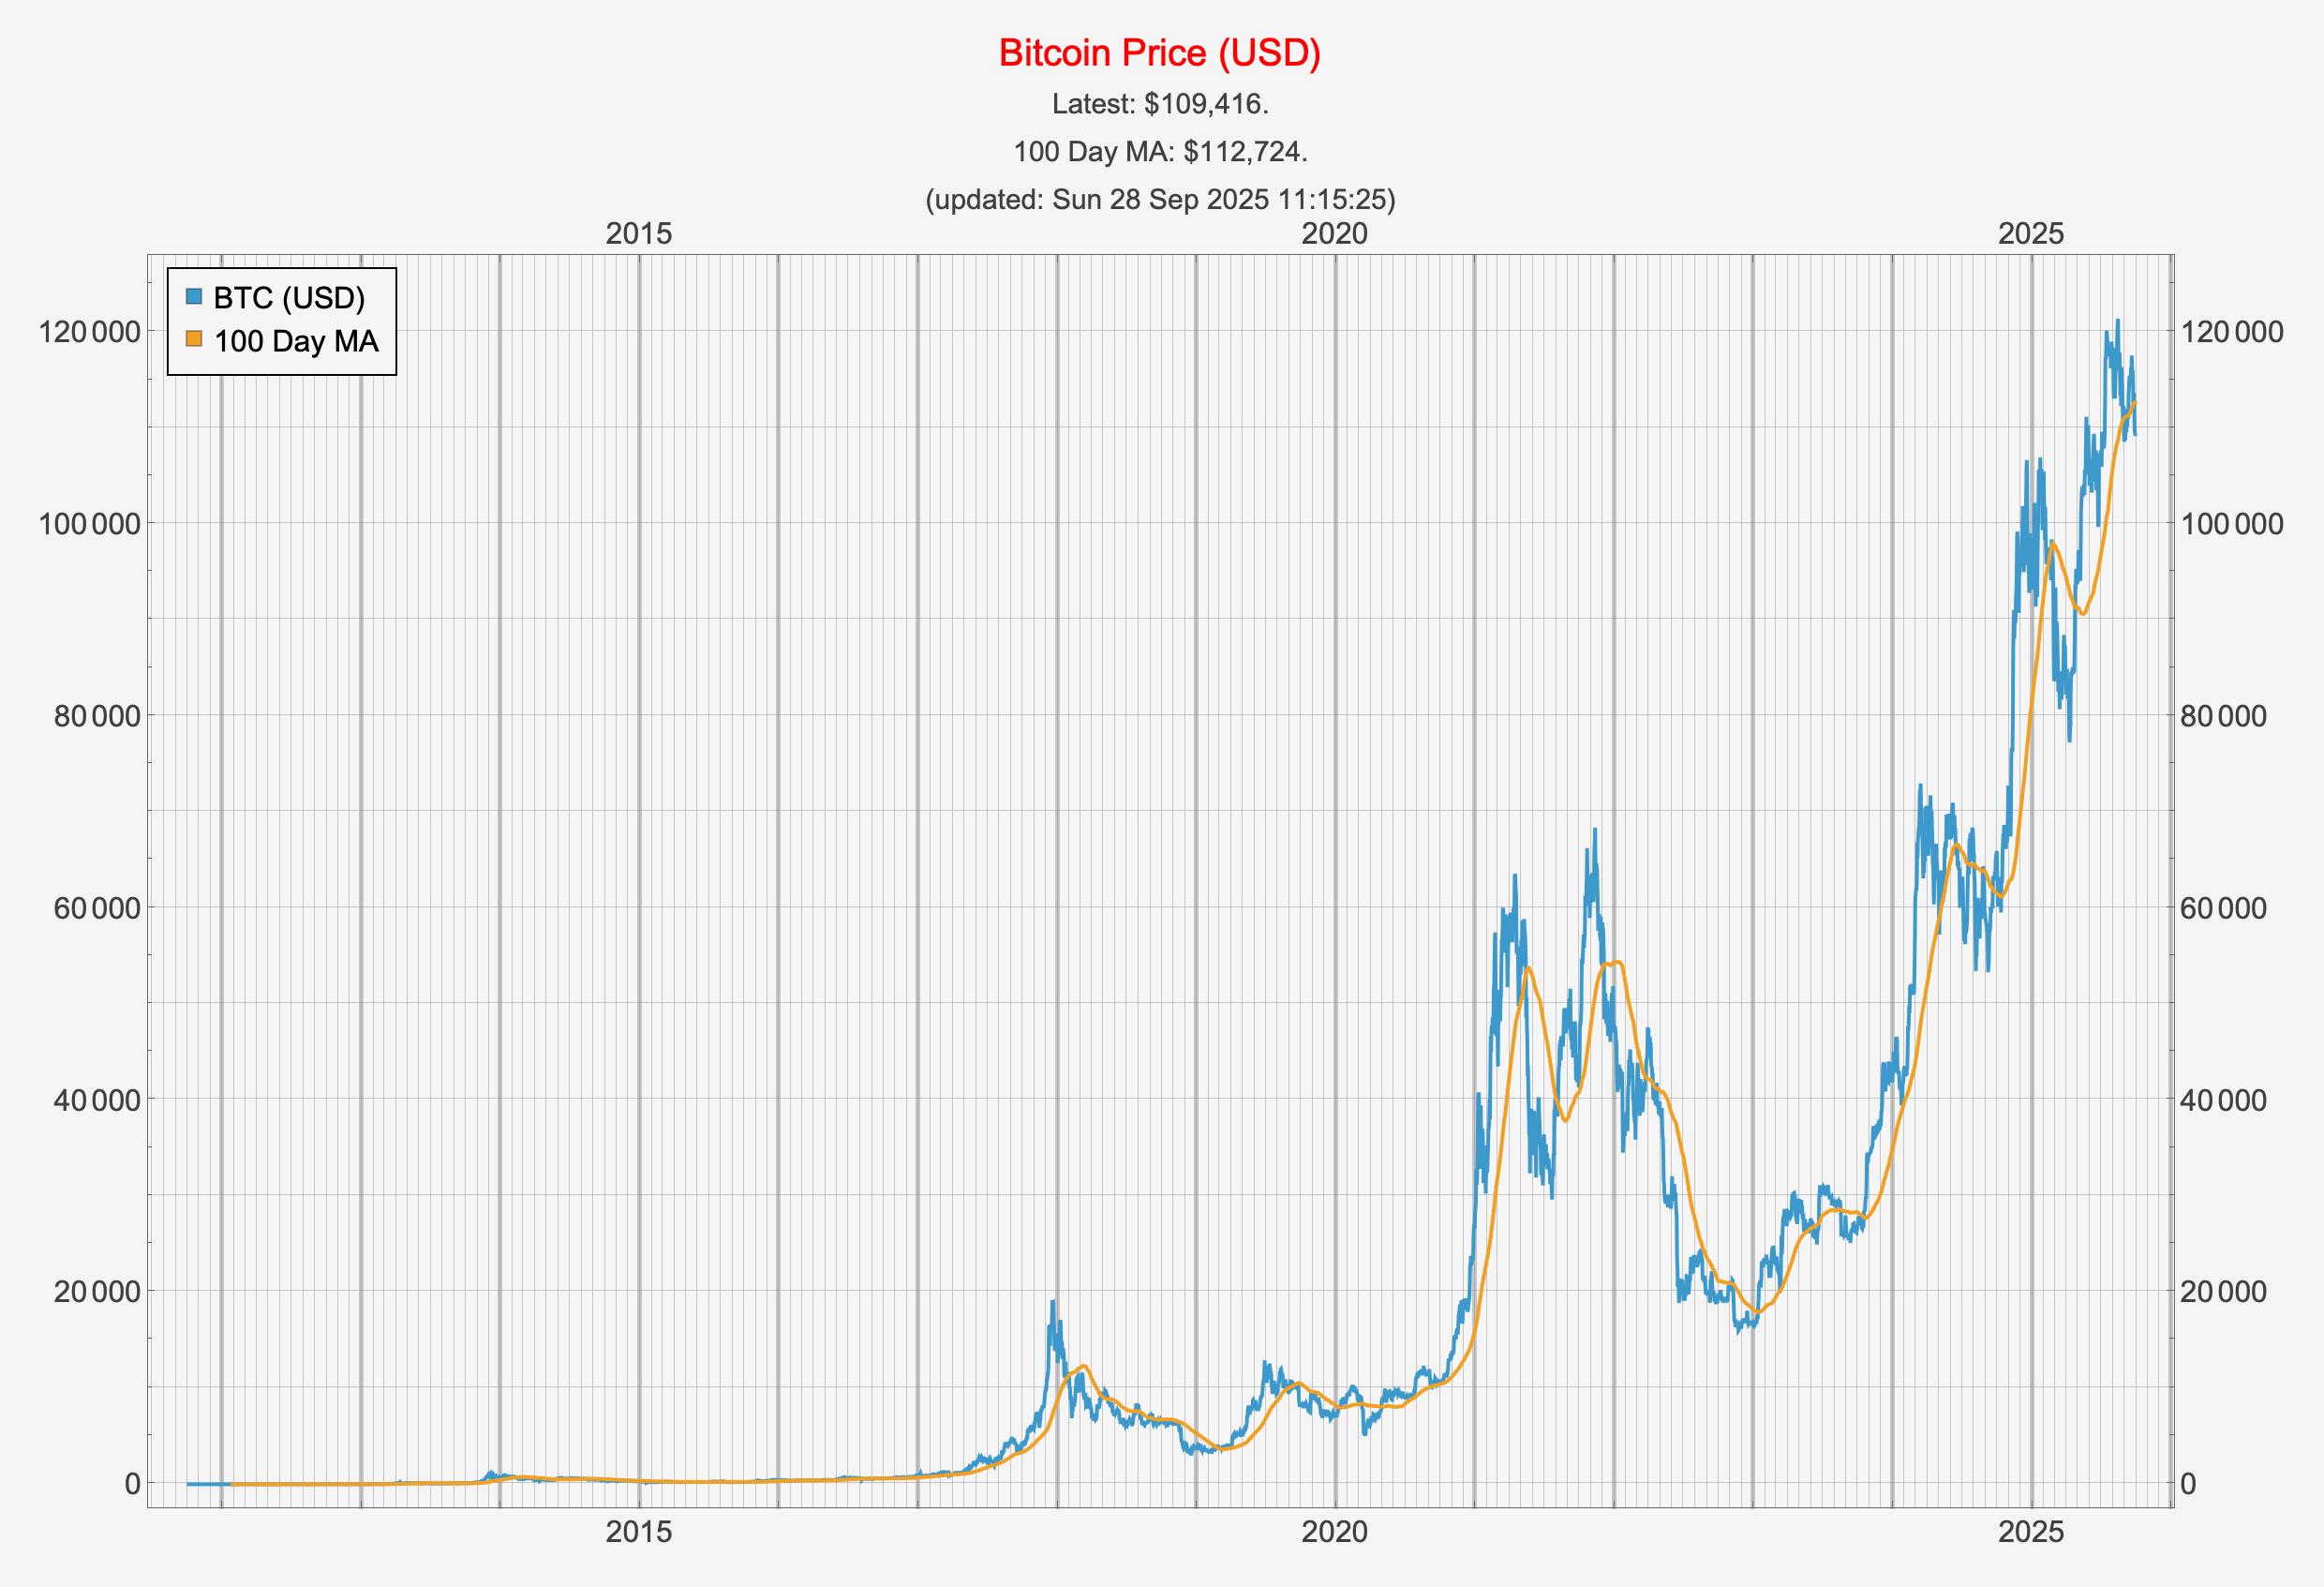 Bitcoin Price (USD)
Latest: $109,416.
100 Day MA: $112,724.
(updated: Sun 28 Sep 2025 11:15:25)
2015 2020 2025
BTC (USD)
100 Day MA
120 000 120 000
100 000 100 000
80 000 80 000
60 000 60 000
40 000 40 000
20 000 20 000
0 0
2015 2020 2025